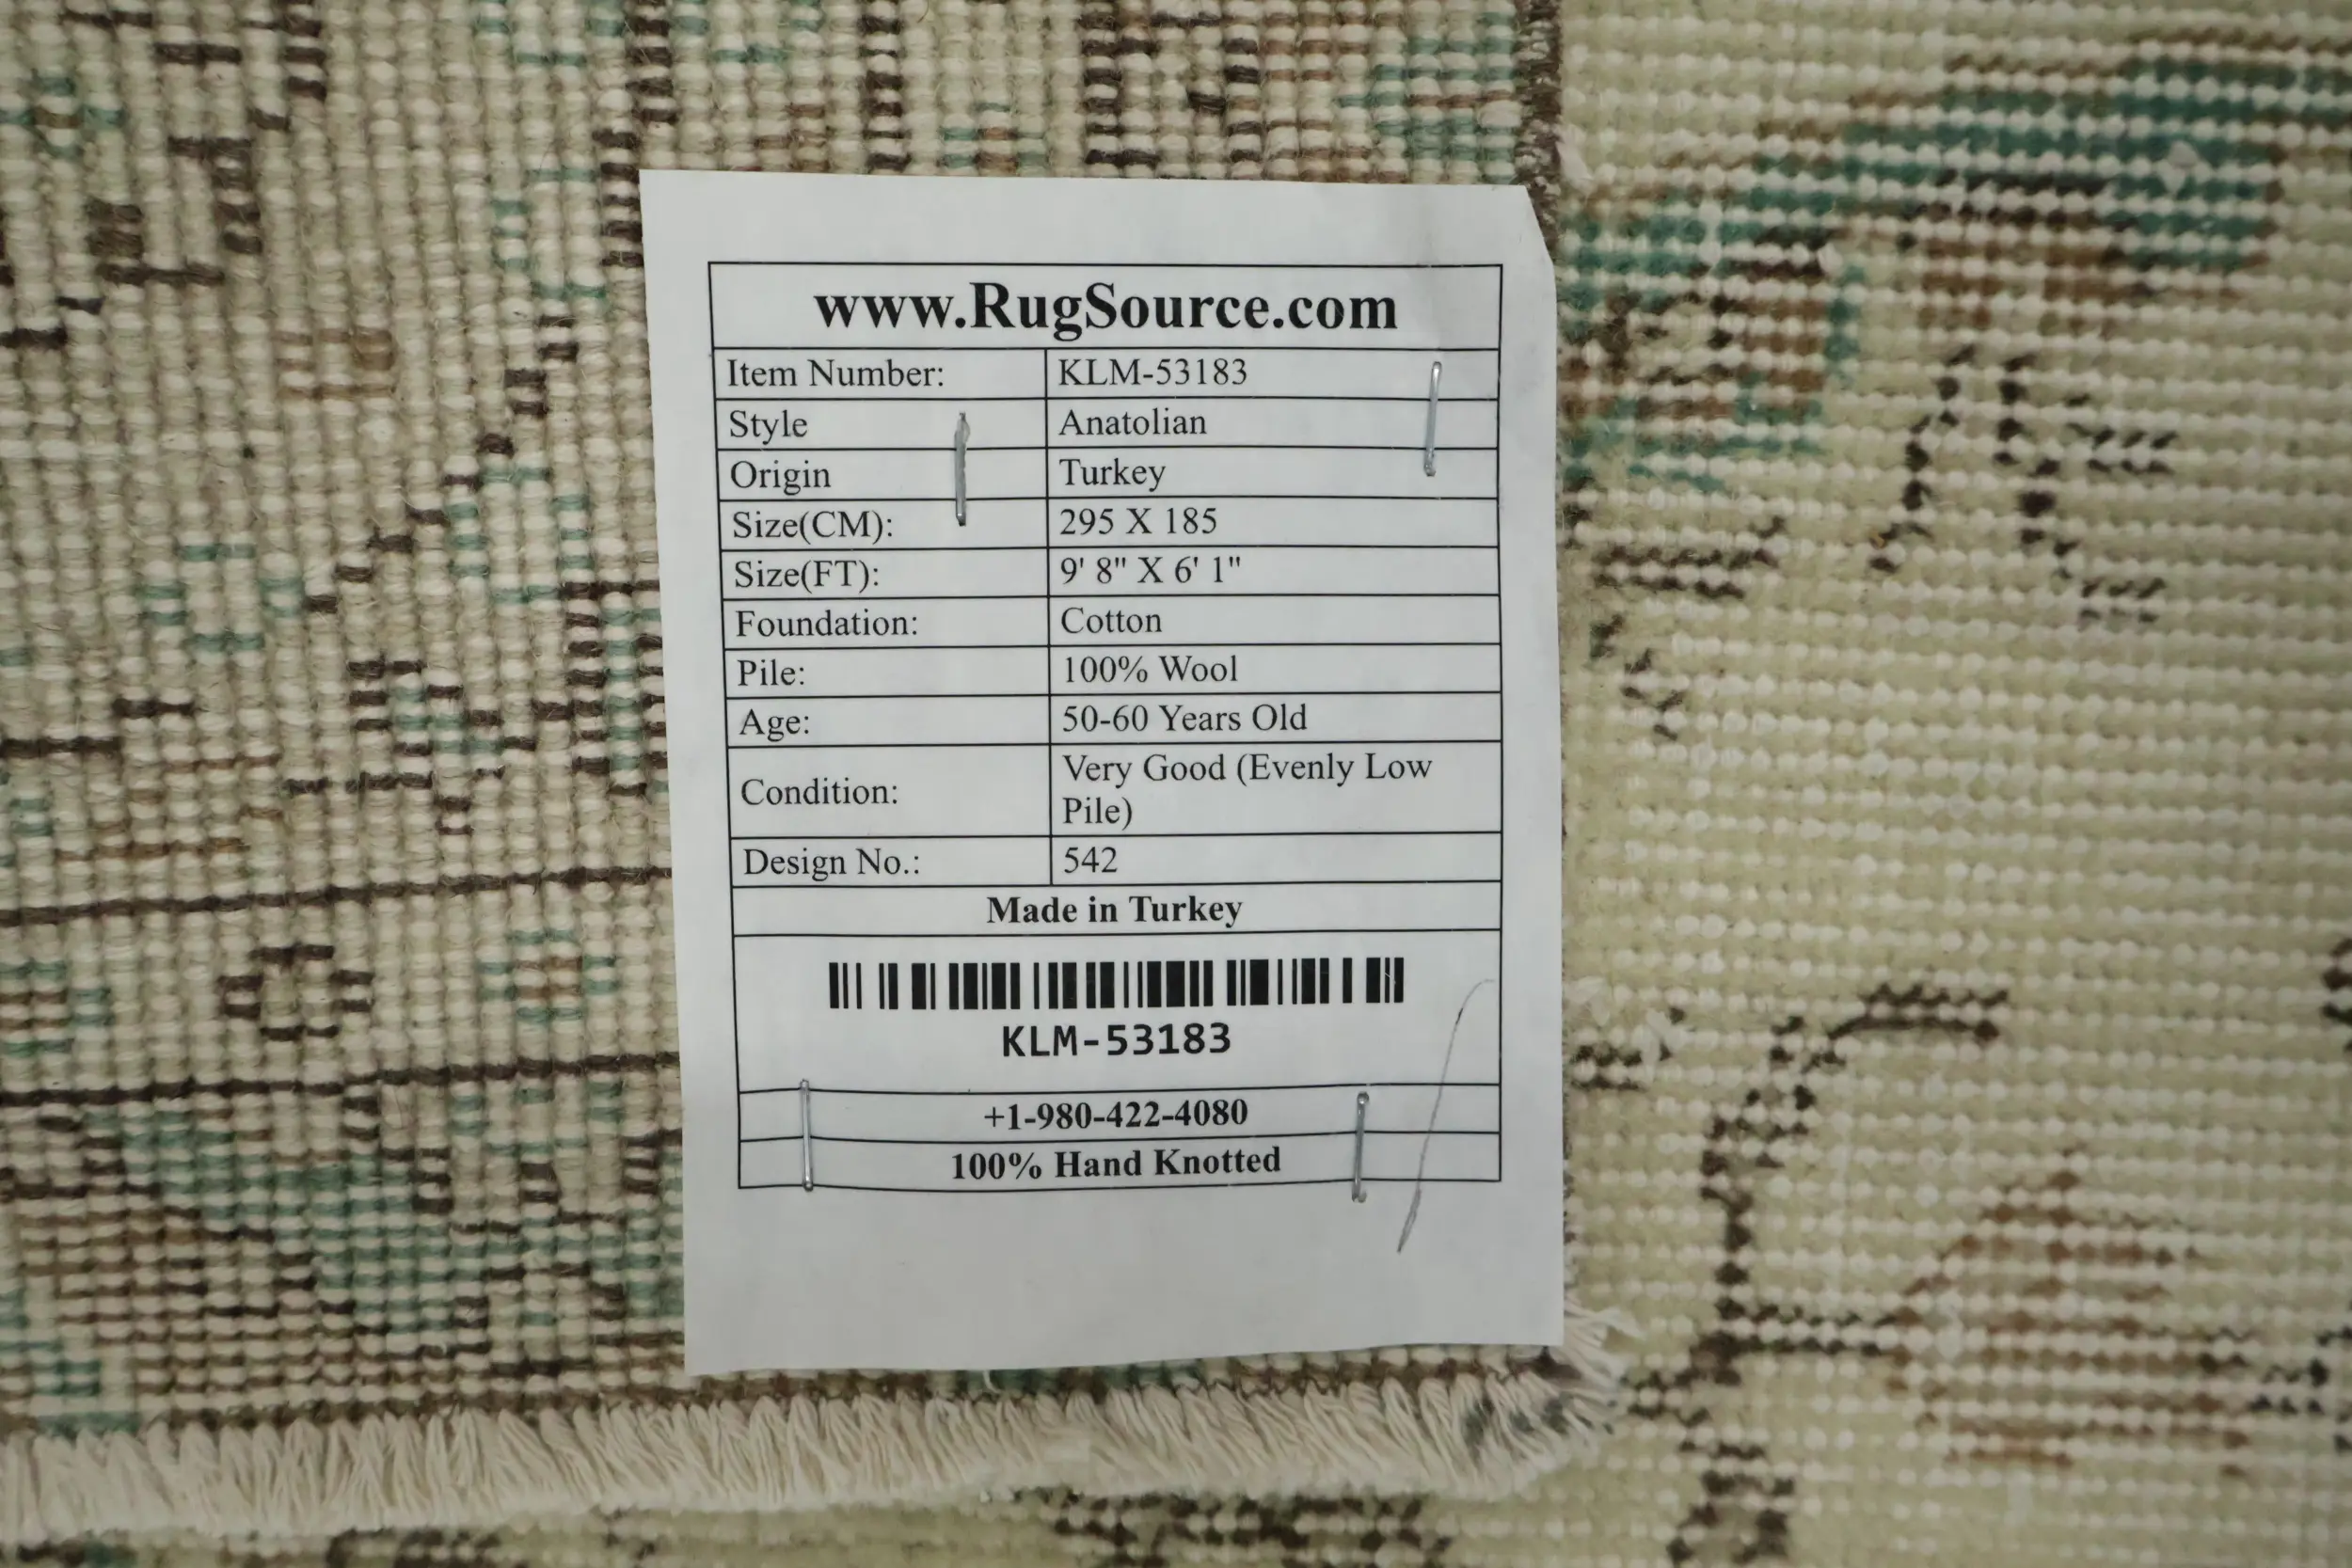 www.RugSource.com
Item Number: KLM-53183
Style Anatolian
Origin Turkey
Size(CM): 295 X 185
Size(FT): 9' 8" X 6' 1"
Foundation: Cotton
Pile: 100% Wool
Age: 50-60 Years Old
Condition: Very Good (Evenly Low
Pile)
Design No.: 542
Made in Turkey
KLM-53183
+1-980-422-4080
100% Hand Knotted